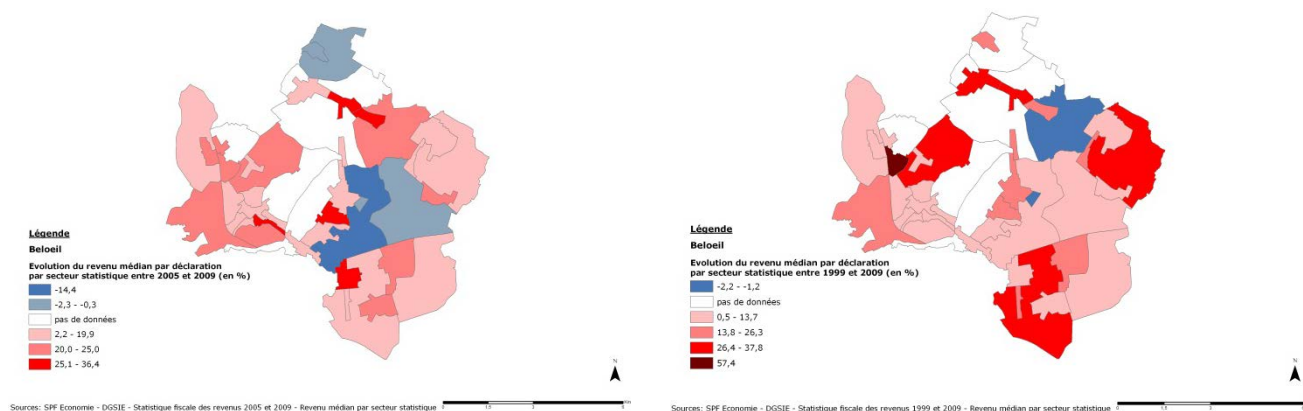 Légende
Beloeil
Evolution du revenu médian par déclaration
par secteur statistique entre 2005 et 2009 (en %)
-14,4
-2,3 - -0,3
pas de données
2,2 - 19,9
20,0 - 25,0
25,1 - 36,4
N
Sources: SPF Economie - DGSIE - Statistique fiscale des revenus 2005 et 2009 - Revenu médian par secteur statistique
Légende
Beloeil
Evolution du revenu médian par déclaration
par secteur statistique entre 1999 et 2009 (en %)
-2,2 - -1,2
pas de données
0,5 - 13,7
13,8 - 26,3
26,4 - 37,8
57,4
N
Sources: SPF Economie - DGSIE - Statistique fiscale des revenus 1999 et 2009 - Revenu médian par secteur statistique